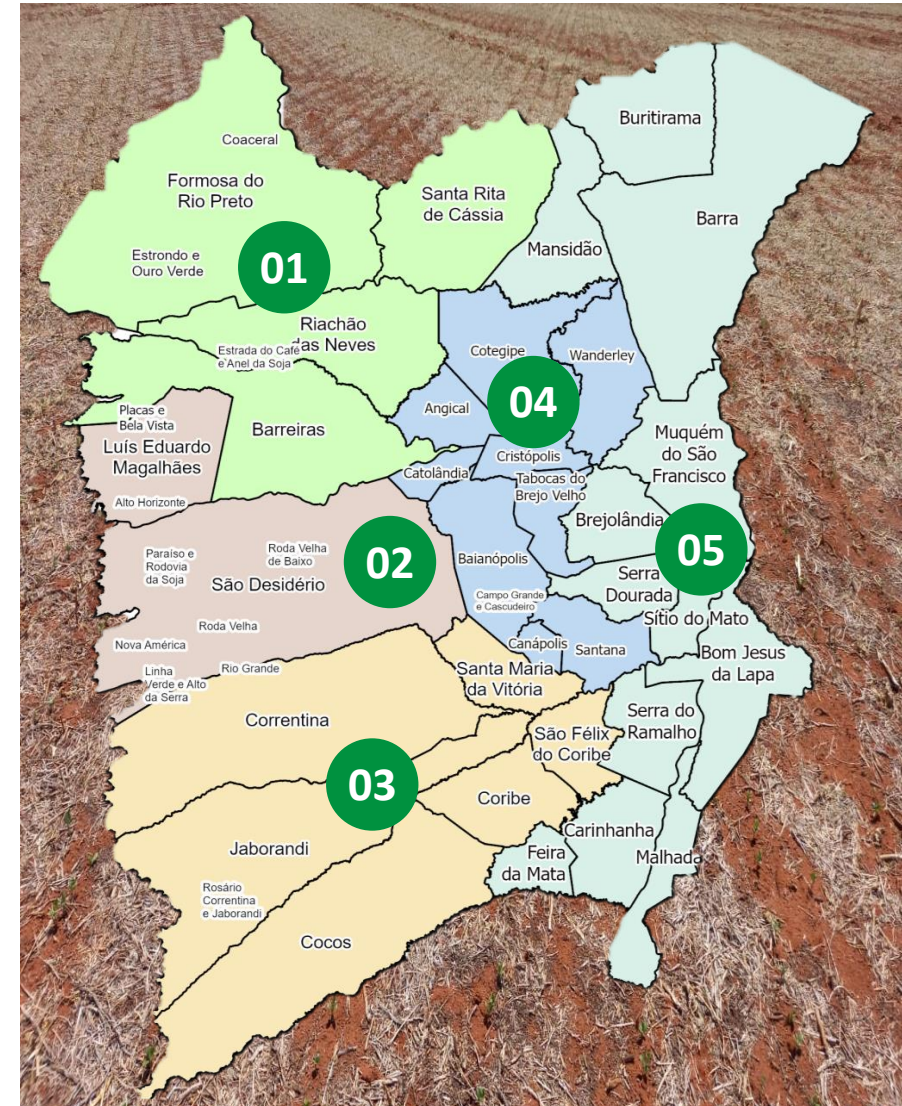 Coaceral
Formosa do
Rio Preto
Estrondo e
Ouro Verde
01
Santa Rita
de Cássia
Riachão
das Neves
Estrada do Café
e Anel da Soja
Barreiras
Placas e
Bela Vista
Luís Eduardo
Magalhães
Alto Horizonte
Paraíso e
Rodovia
da Soja
Roda Velha
de Baixo
São Desidério
02
Roda Velha
Nova América
Linha
Verde e Alto
da Serra
Rio Grande
Correntina
Santa Maria
da Vitória
São Félix
do Coribe
03
Coribe
Jaborandi
Rosário
Correntina
e Jaborandi
Cocos
Cotegipe
Wanderley
Angical
04
Cristópolis
Catolândia
Tabocas do
Brejo Velho
Baianópolis
Campo Grande
e Cascudeiro
Canápolis
Santana
Buritirama
Barra
Mansidão
Muquém
do São
Francisco
Brejolândia
05
Serra
Dourada
Sítio do Mato
Bom Jesus
da Lapa
Serra do
Ramalho
Carinhanha
Feira
da Mata
Malhada